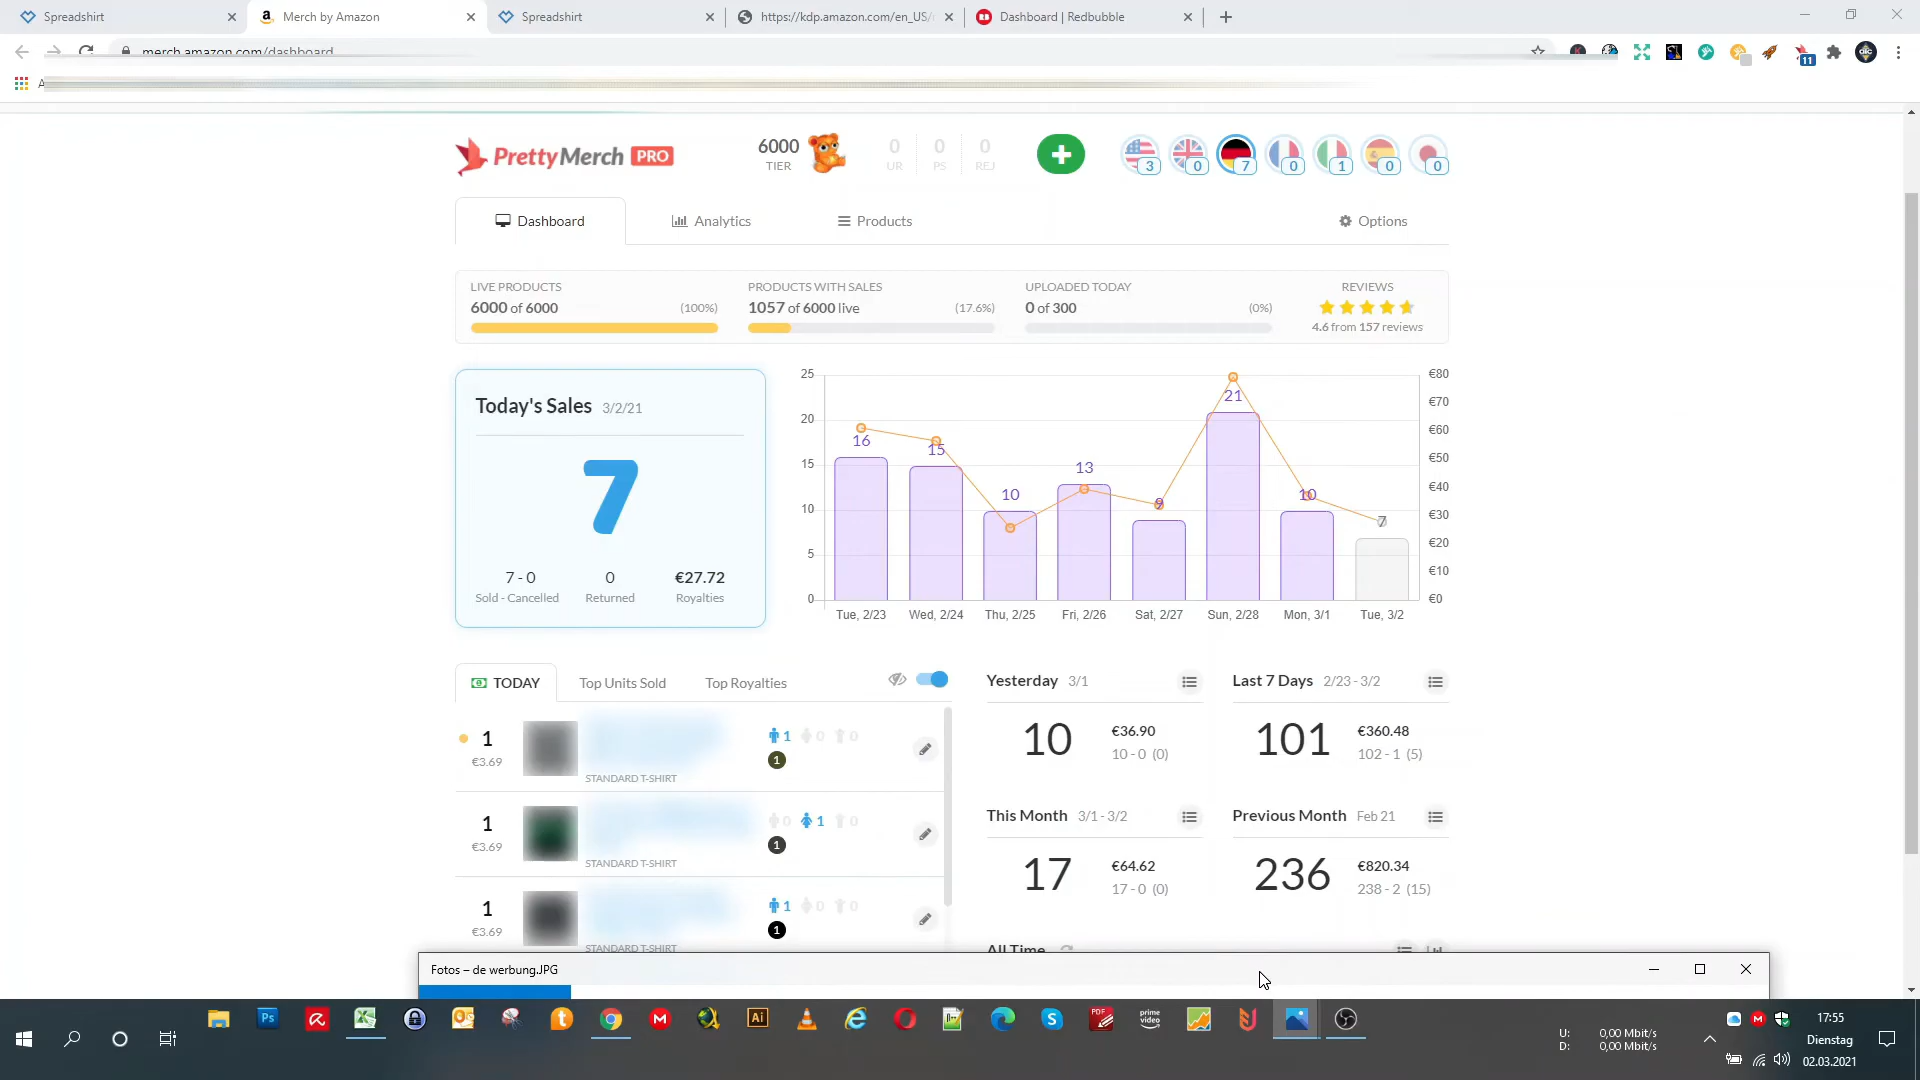 Spreadshirt
Merch by Amazon
Spreadshirt
https://kdp.amazon.com/en_US/
Dashboard | Redbubble
merch.amazon.com/dashboard
11
PrettyMerch PRO
6000
TIER
0 UR
0 PS
0 REJ
3
0
7
0
1
0
0
Dashboard
Analytics
Products
Options
LIVE PRODUCTS
6000 of 6000 (100%)
PRODUCTS WITH SALES
1057 of 6000 live (17.6%)
UPLOADED TODAY
0 of 300 (0%)
REVIEWS
4.6 from 157 reviews
Today's Sales 3/2/21
7
7 - 0 0 €27.72
Sold - Cancelled Returned Royalties
25
20
15
10
5
0
16
15
10
13
9
21
10
7
€80
€70
€60
€50
€40
€30
€20
€10
€0
Tue, 2/23 Wed, 2/24 Thu, 2/25 Fri, 2/26 Sat, 2/27 Sun, 2/28 Mon, 3/1 Tue, 3/2
TODAY
Top Units Sold
Top Royalties
1
€3.69
1 0 0
1
STANDARD T-SHIRT
1
€3.69
0 1 0
1
STANDARD T-SHIRT
1
€3.69
1 0 0
1
STANDARD T-SHIRT
Yesterday 3/1
10
€36.90
10 - 0 (0)
Last 7 Days 2/23 - 3/2
101
€360.48
102 - 1 (5)
This Month 3/1 - 3/2
17
€64.62
17 - 0 (0)
Previous Month Feb 21
236
€820.34
238 - 2 (15)
All Time
Fotos – de werbung.JPG
Ps
Ai
PDF
prime video
U: 0,00 Mbit/s
D: 0,00 Mbit/s
17:55
Dienstag
02.03.2021